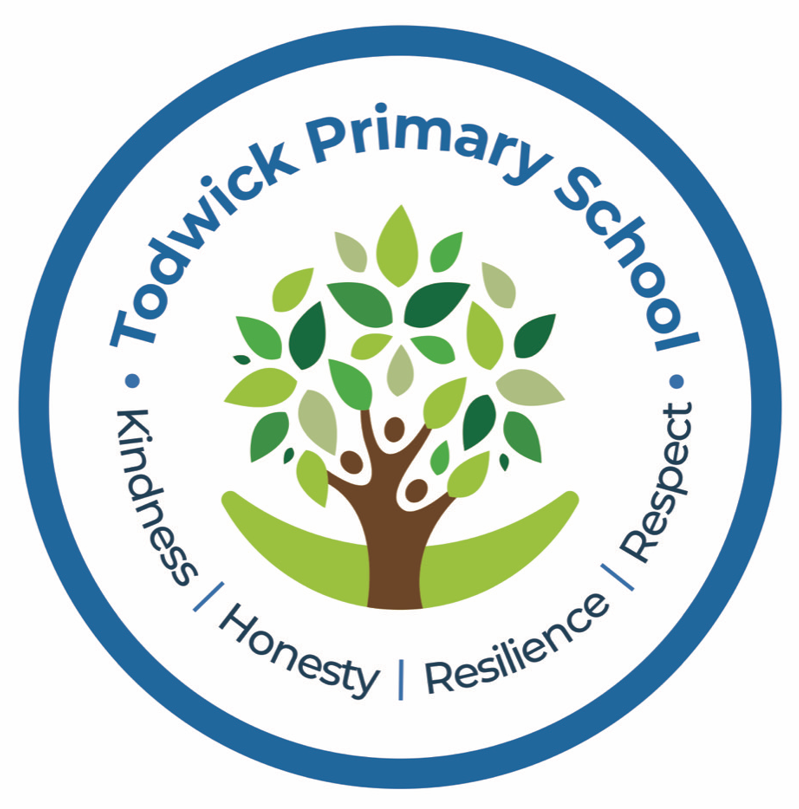 Todwick Primary School
Kindness | Honesty | Resilience | Respect